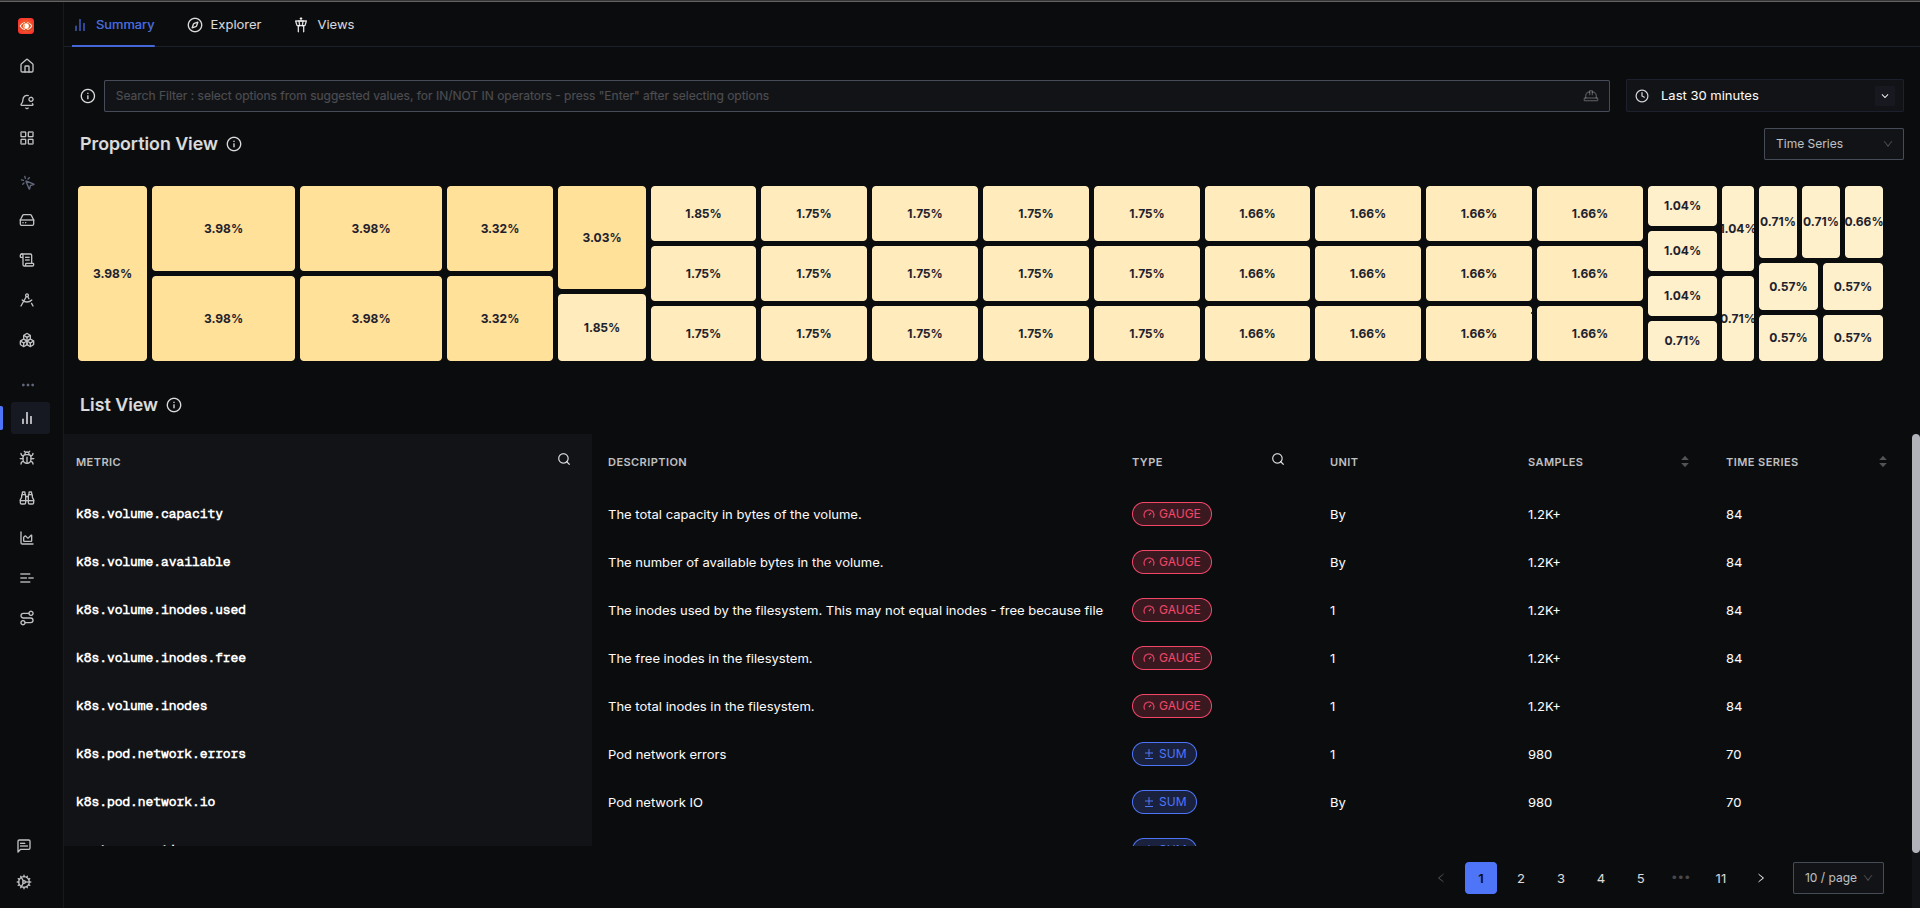 Summary
Explorer
Views
Search Filter : select options from suggested values, for IN/NOT IN operators - press "Enter" after selecting options
Last 30 minutes
Proportion View
Time Series
3.98%
3.98%
3.98%
3.98%
3.98%
3.32%
3.32%
3.03%
1.85%
1.85% 1.75% 1.75% 1.75% 1.75% 1.66% 1.66% 1.66% 1.66%
1.75% 1.75% 1.75% 1.75% 1.75% 1.66% 1.66% 1.66% 1.66%
1.75% 1.75% 1.75% 1.75% 1.75% 1.66% 1.66% 1.66% 1.66%
1.04%
1.04%
1.04%
0.71%
.04%
0.71%
0.71% 0.71% 0.66%
0.57% 0.57%
0.57% 0.57%
List View
METRIC DESCRIPTION TYPE UNIT SAMPLES TIME SERIES
k8s.volume.capacity The total capacity in bytes of the volume. GAUGE By 1.2K+ 84
k8s.volume.available The number of available bytes in the volume. GAUGE By 1.2K+ 84
k8s.volume.inodes.used The inodes used by the filesystem. This may not equal inodes - free because file GAUGE 1 1.2K+ 84
k8s.volume.inodes.free The free inodes in the filesystem. GAUGE 1 1.2K+ 84
k8s.volume.inodes The total inodes in the filesystem. GAUGE 1 1.2K+ 84
k8s.pod.network.errors Pod network errors SUM 1 980 70
k8s.pod.network.io Pod network IO SUM By 980 70
1 2 3 4 5 ••• 11 10 / page